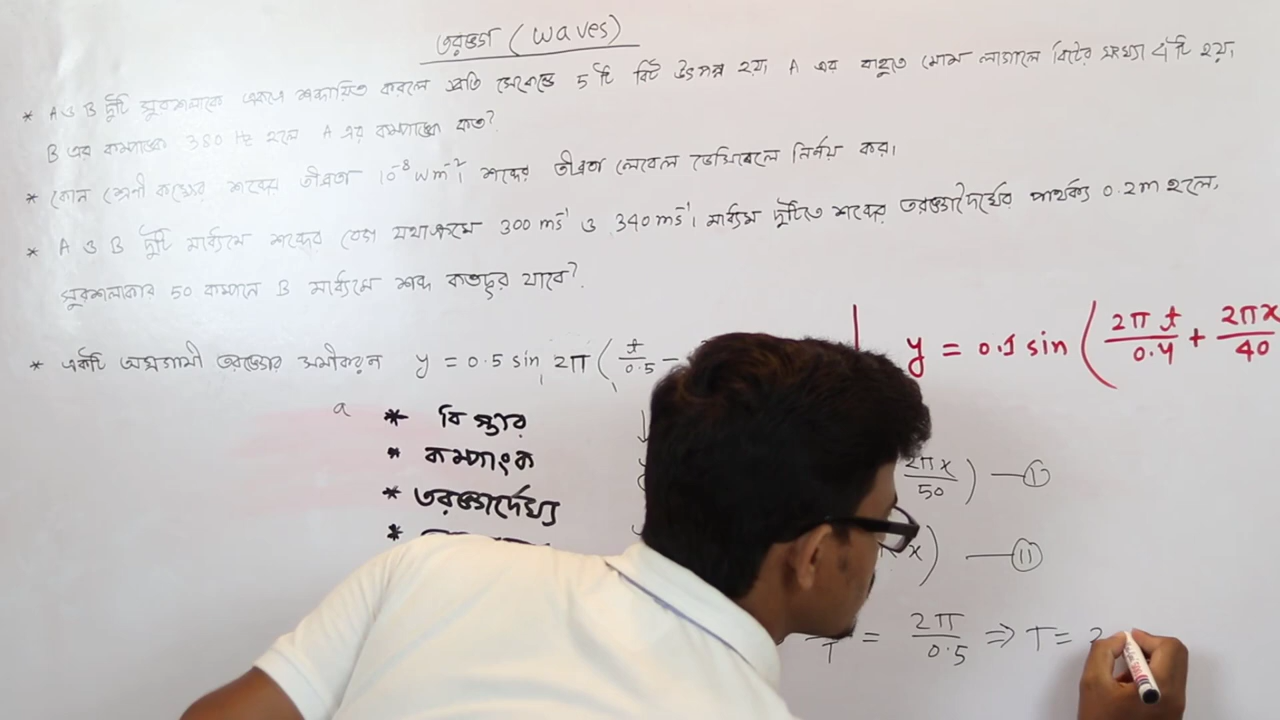 তরঙ্গ (waves)
* A ও B দুটি সুরশলাকে একত্রে শব্দায়িত করলে প্রতি সেকেন্ডে 5 টি বিট উৎপন্ন হয়। A এর বাহুতে মোম লাগালে বিটের সংখ্যা 4 টি হয়।
B এর কম্পাঙ্ক 380 Hz হলে A এর কম্পাঙ্ক কত?
* কোন শ্রেনী কক্ষের শব্দের তীব্রতা 10⁻⁸ Wm⁻²। শব্দের তীব্রতা লেবেল ডেসিবেলে নির্নয় কর।
* A ও B দুটি মাধ্যমে শব্দের বেগ যথাক্রমে 300 ms⁻¹ ও 340 ms⁻¹। মাধ্যম দুটিতে শব্দের তরঙ্গদৈর্ঘ্যের পার্থক্য 0.2m হলে,
সুরশলাকার 50 কম্পনে B মাধ্যমে শব্দ কতদূর যাবে?
* একটি অগ্রগামী তরঙ্গের সমীকরন y = 0.5 sin 2π (t/0.5 −
y = 0.1 sin (2πt/0.4 + 2πx/40
a
* বিস্তার
* কম্পাংক
* তরঙ্গদৈর্ঘ্য
*
2πx/50) — ①
x) — ⑪
T = 2π/0.5 ⇒ T =